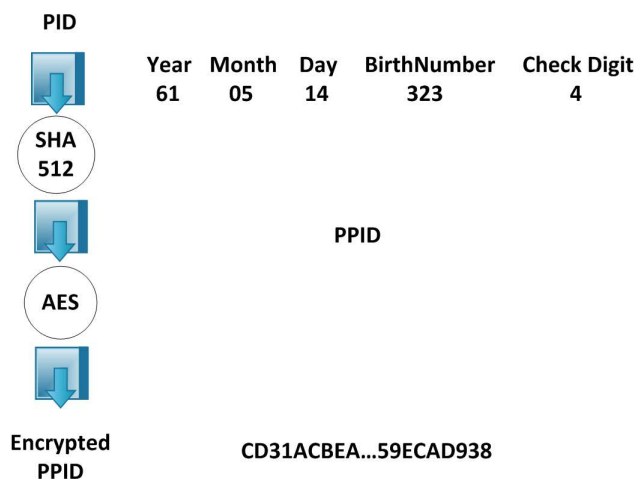 PID
Year Month Day BirthNumber Check Digit
61 05 14 323 4
SHA
512
PPID
AES
Encrypted
PPID
CD31ACBEA...59ECAD938